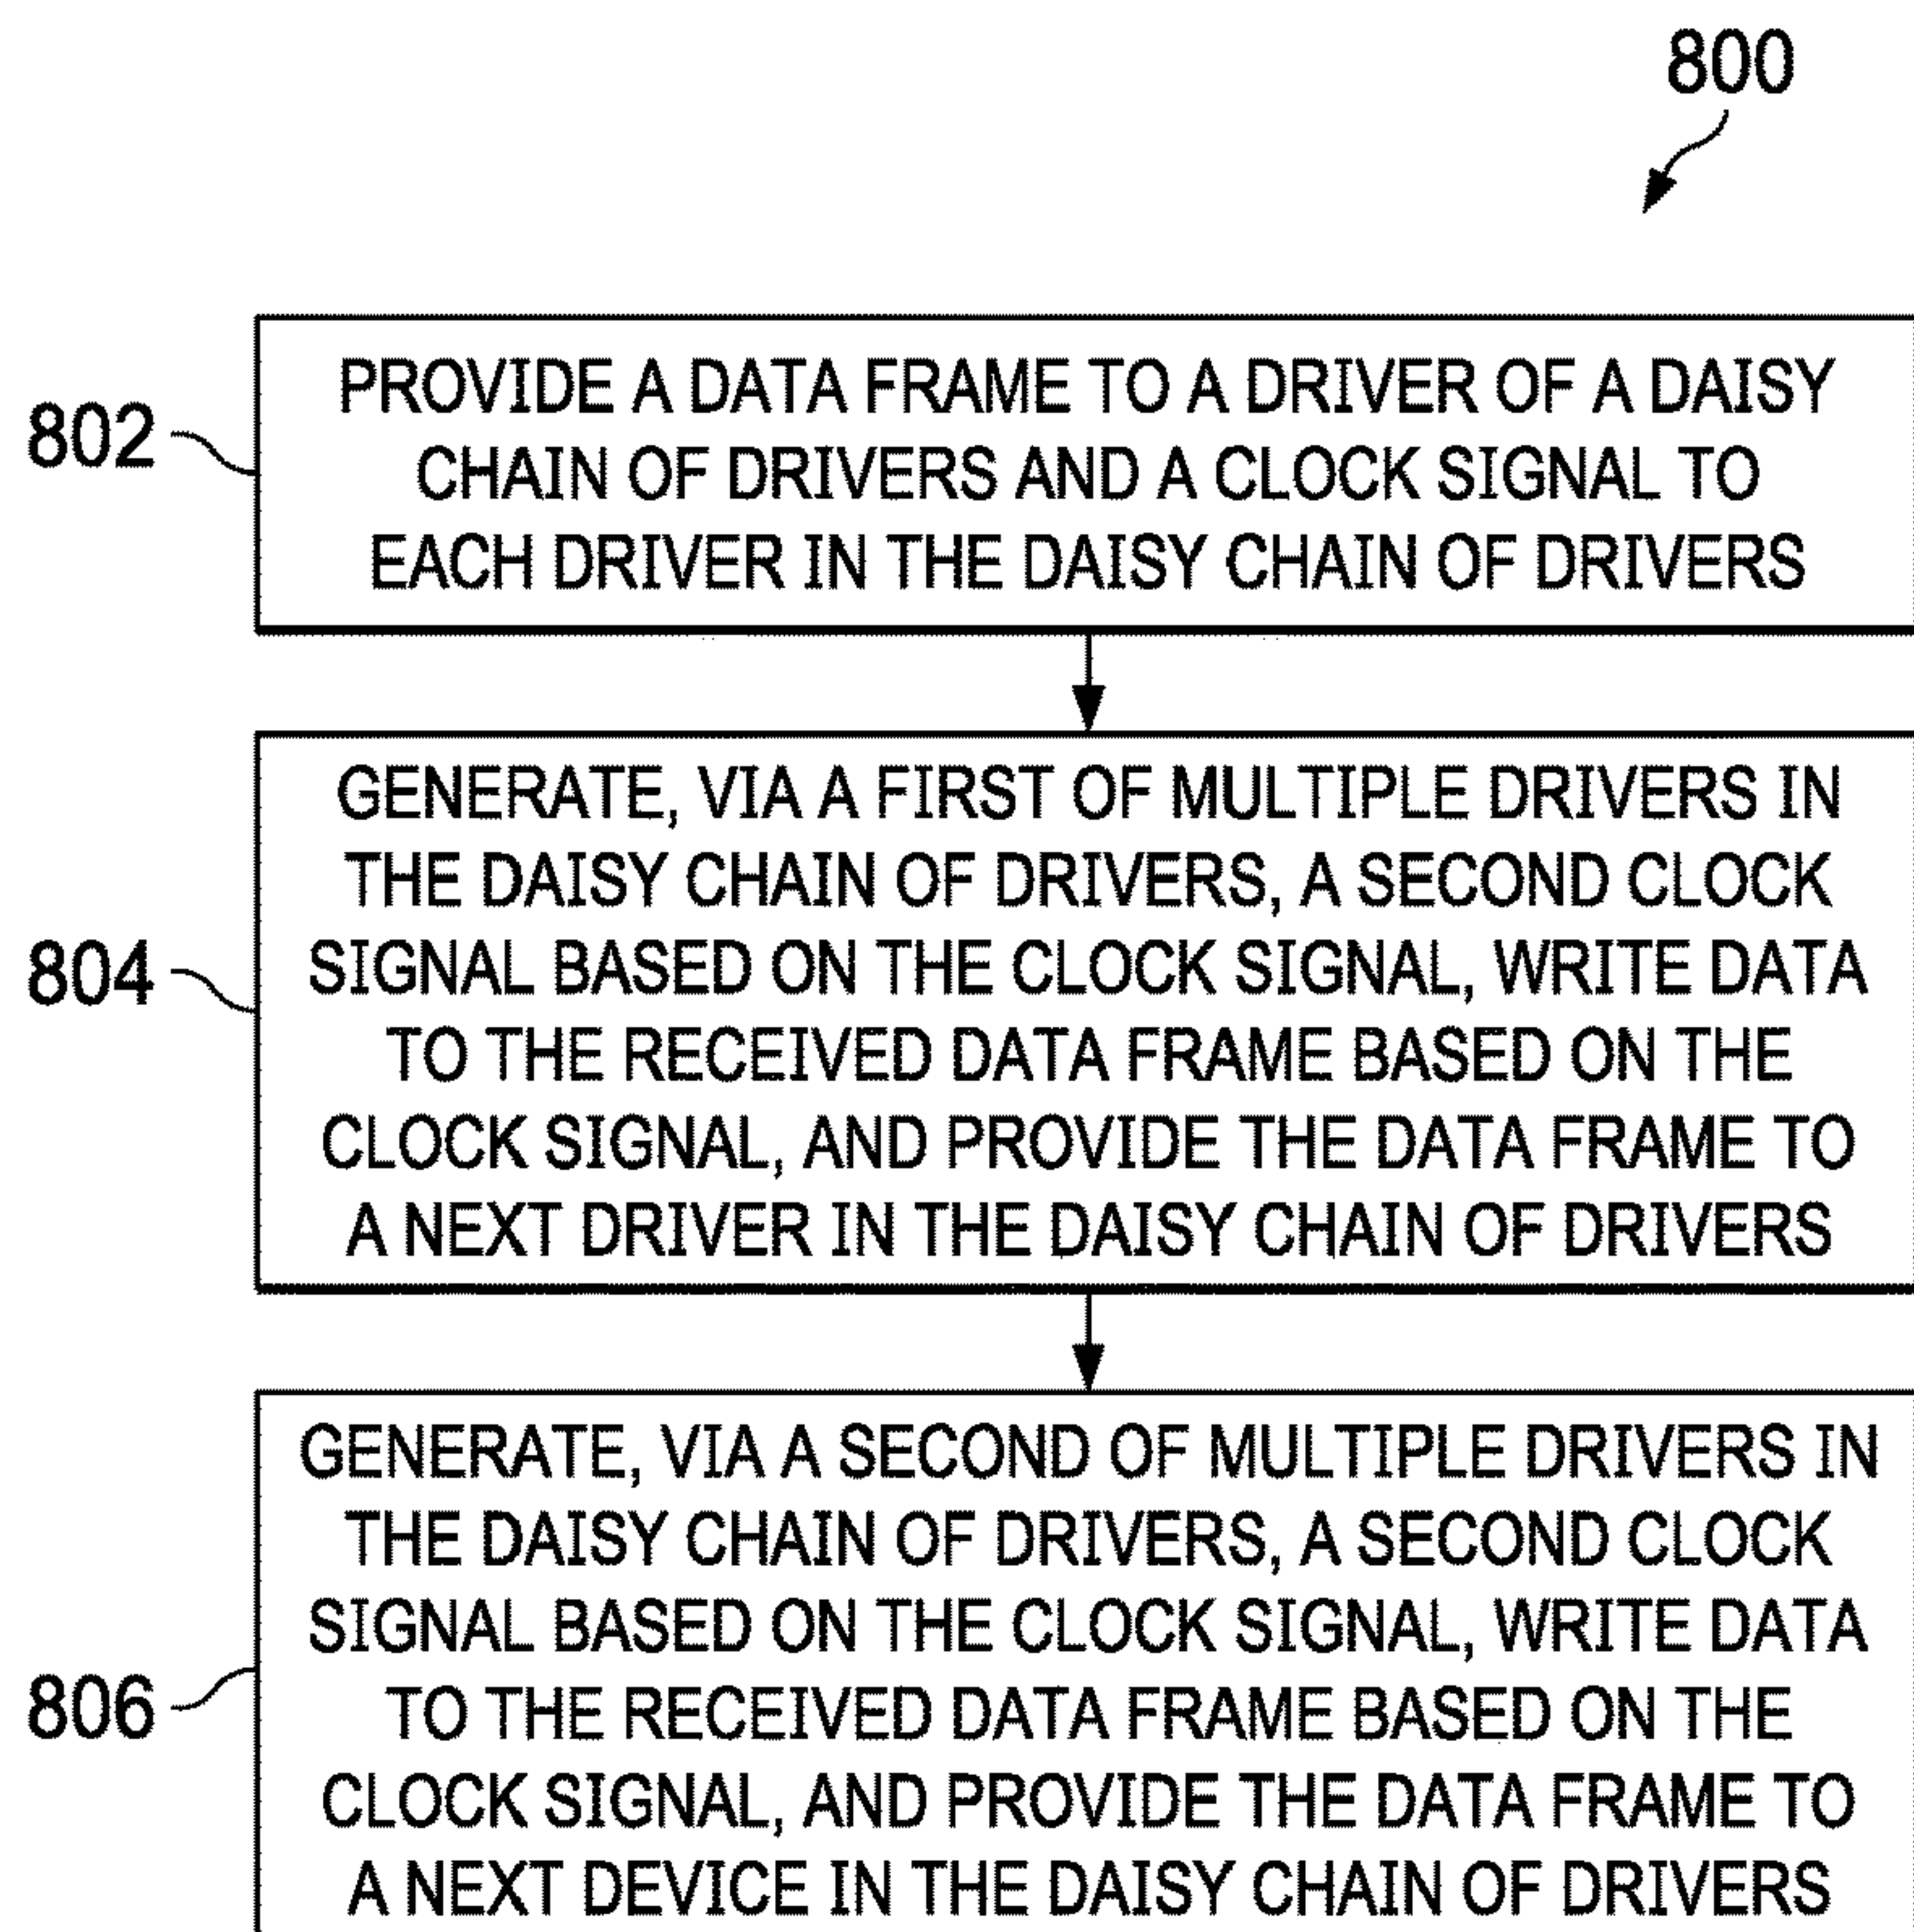 800
802
PROVIDE A DATA FRAME TO A DRIVER OF A DAISY
CHAIN OF DRIVERS AND A CLOCK SIGNAL TO
EACH DRIVER IN THE DAISY CHAIN OF DRIVERS
804
GENERATE, VIA A FIRST OF MULTIPLE DRIVERS IN
THE DAISY CHAIN OF DRIVERS, A SECOND CLOCK
SIGNAL BASED ON THE CLOCK SIGNAL, WRITE DATA
TO THE RECEIVED DATA FRAME BASED ON THE
CLOCK SIGNAL, AND PROVIDE THE DATA FRAME TO
A NEXT DRIVER IN THE DAISY CHAIN OF DRIVERS
806
GENERATE, VIA A SECOND OF MULTIPLE DRIVERS IN
THE DAISY CHAIN OF DRIVERS, A SECOND CLOCK
SIGNAL BASED ON THE CLOCK SIGNAL, WRITE DATA
TO THE RECEIVED DATA FRAME BASED ON THE
CLOCK SIGNAL, AND PROVIDE THE DATA FRAME TO
A NEXT DEVICE IN THE DAISY CHAIN OF DRIVERS